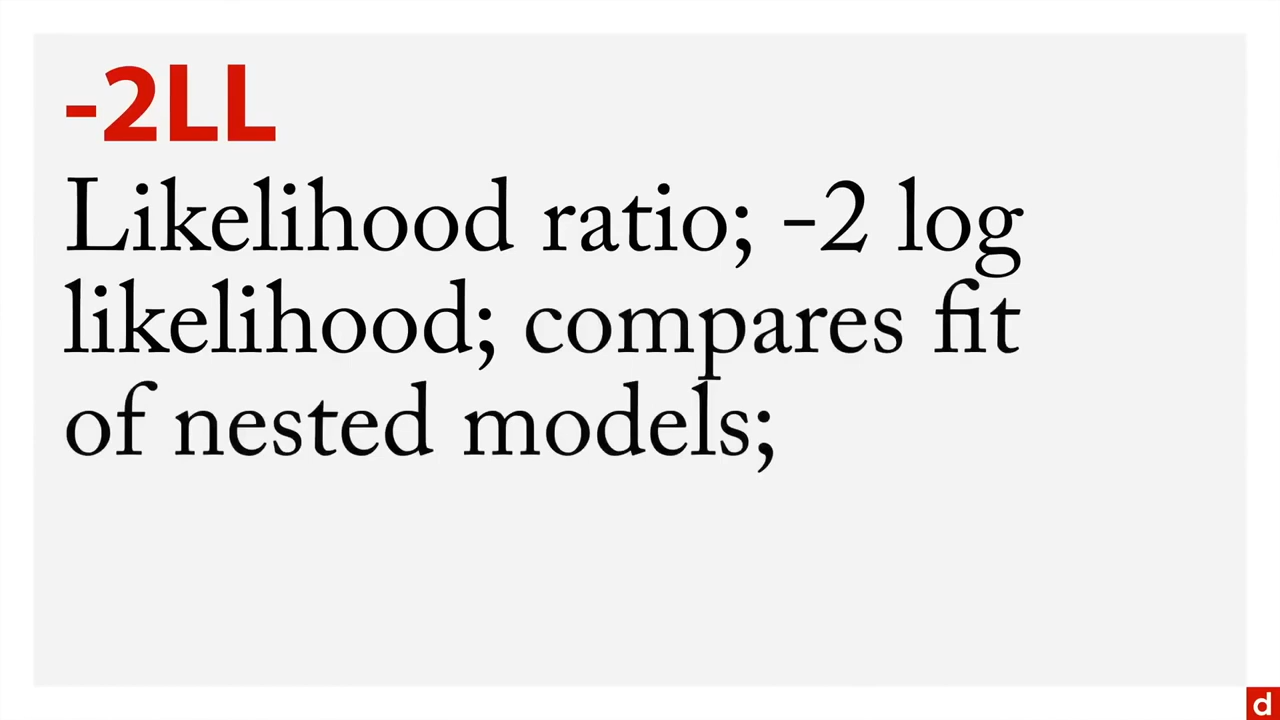 -2LL
Likelihood ratio; -2 log
likelihood; compares fit
of nested models;
d